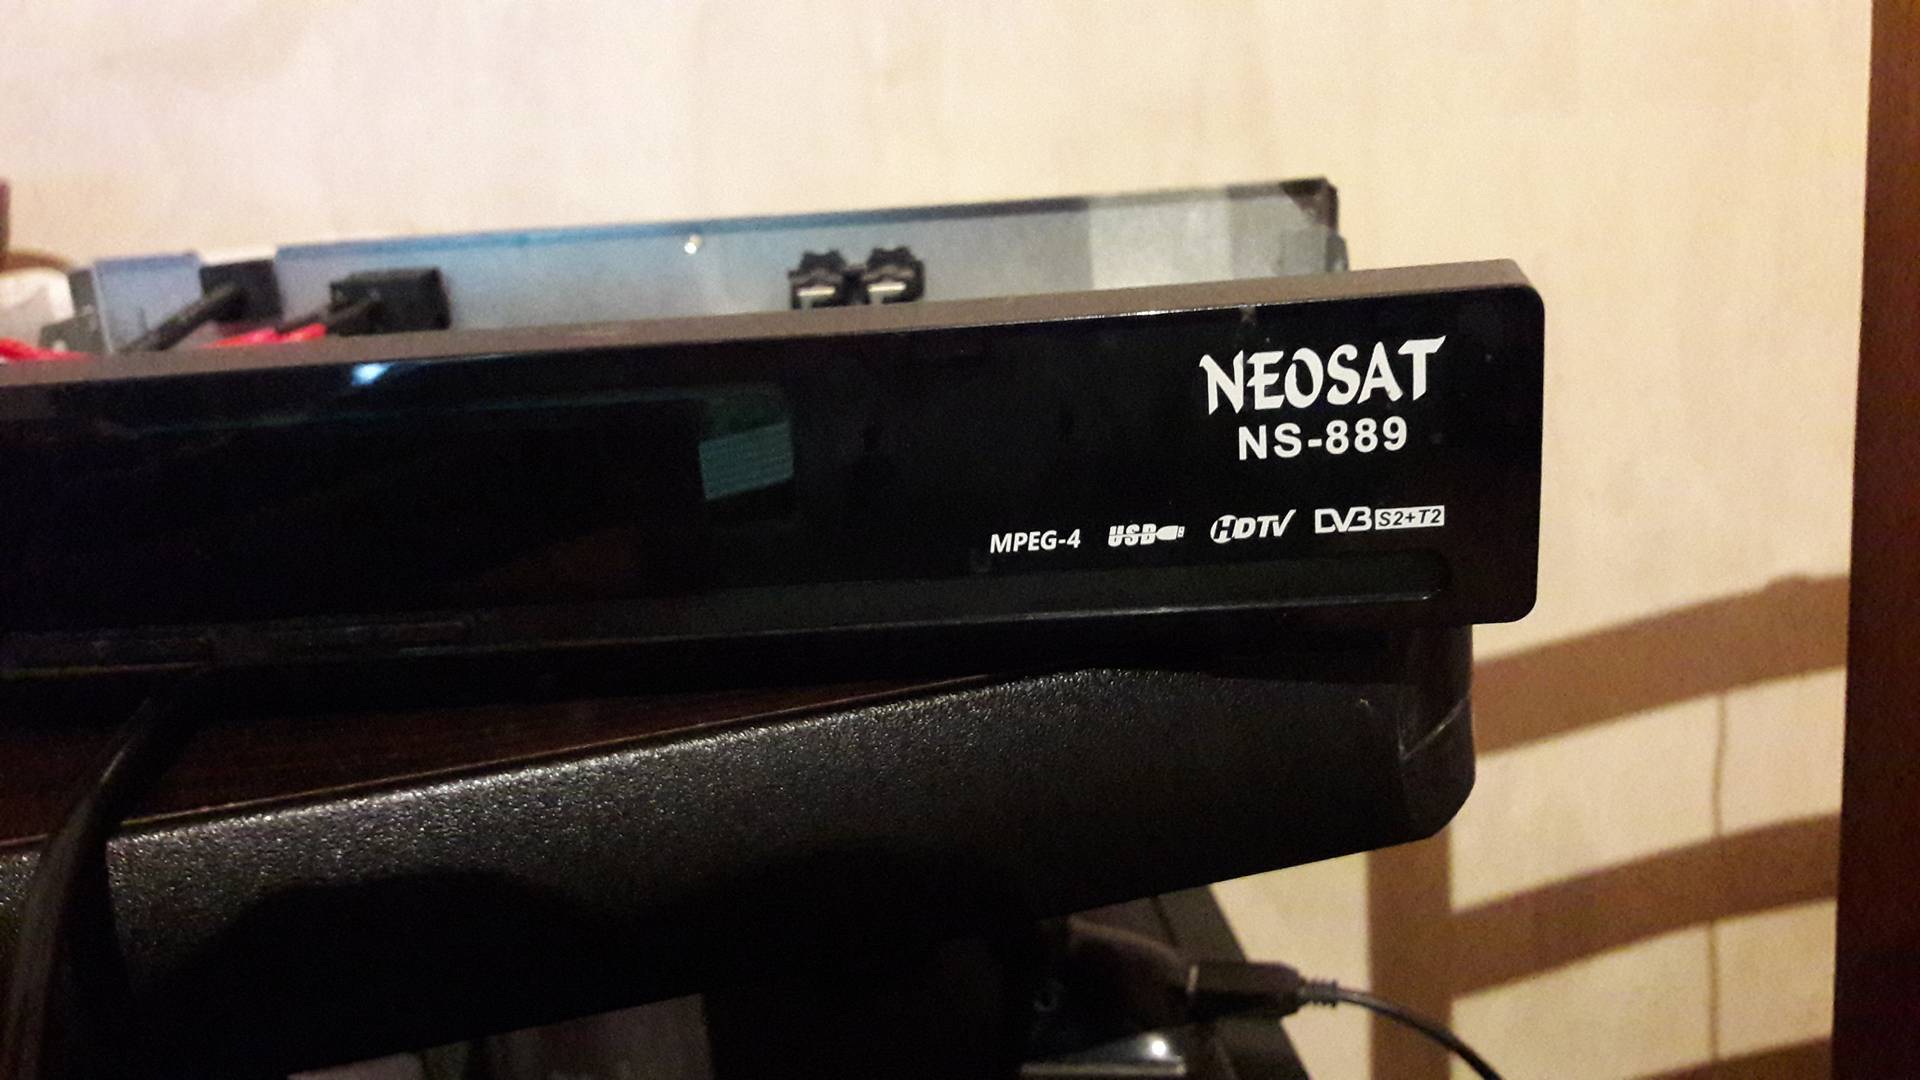 NEOSAT
NS-889
MPEG-4 USB HDTV DVB S2+T2